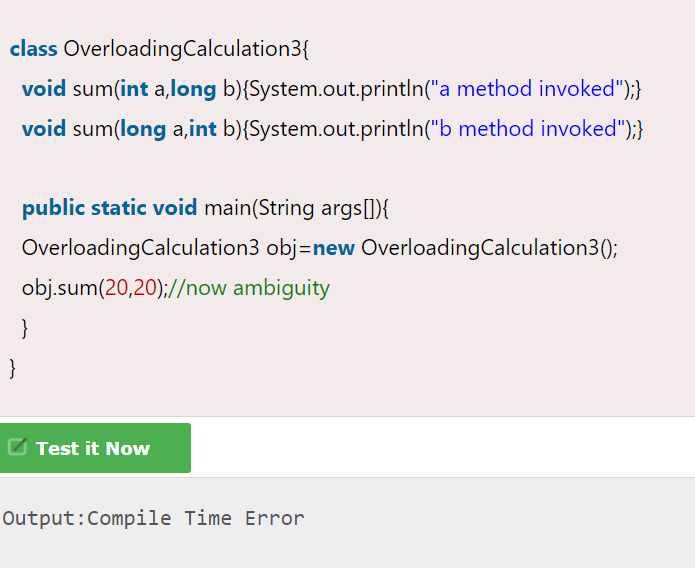 class OverloadingCalculation3{
void sum(int a,long b){System.out.println("a method invoked");}
void sum(long a,int b){System.out.println("b method invoked");}
public static void main(String args[]){
OverloadingCalculation3 obj=new OverloadingCalculation3();
obj.sum(20,20);//now ambiguity
}
}
Test it Now
Output:Compile Time Error